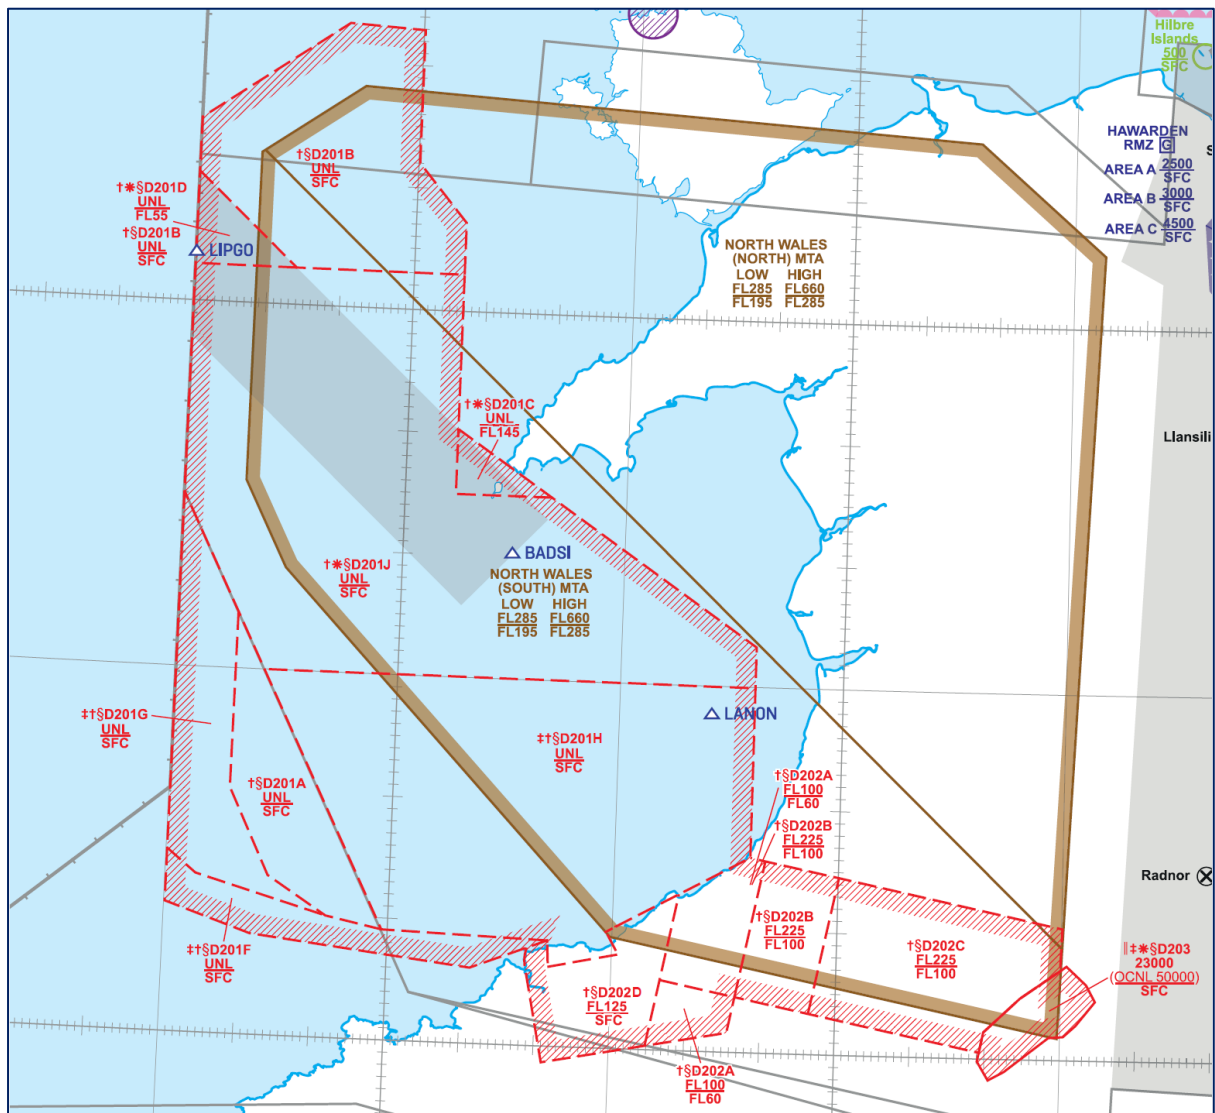 Hilbre
Islands
500
SFC
HAWARDEN
RMZ G
AREA A 2500
SFC
AREA B 3000
SFC
AREA C 4500
SFC
S
†§D201B
UNL
SFC
†✱§D201D
UNL
FL55
†§D201B
UNL
SFC
LIPGO
NORTH WALES
(NORTH) MTA
LOW HIGH
FL285 FL660
FL195 FL285
†✱§D201C
UNL
FL145
Llansili
BADSI
†✱§D201J
UNL
SFC
NORTH WALES
(SOUTH) MTA
LOW HIGH
FL285 FL660
FL195 FL285
‡†§D201G
UNL
SFC
LANON
‡†§D201H
UNL
SFC
†§D201A
UNL
SFC
†§D202A
FL100
FL60
†§D202B
FL225
FL100
Radnor
†§D202B
FL225
FL100
‡†§D201F
UNL
SFC
†§D202C
FL225
FL100
‖‡✱§D203
23000
(OCNL 50000)
SFC
†§D202D
FL125
SFC
†§D202A
FL100
FL60